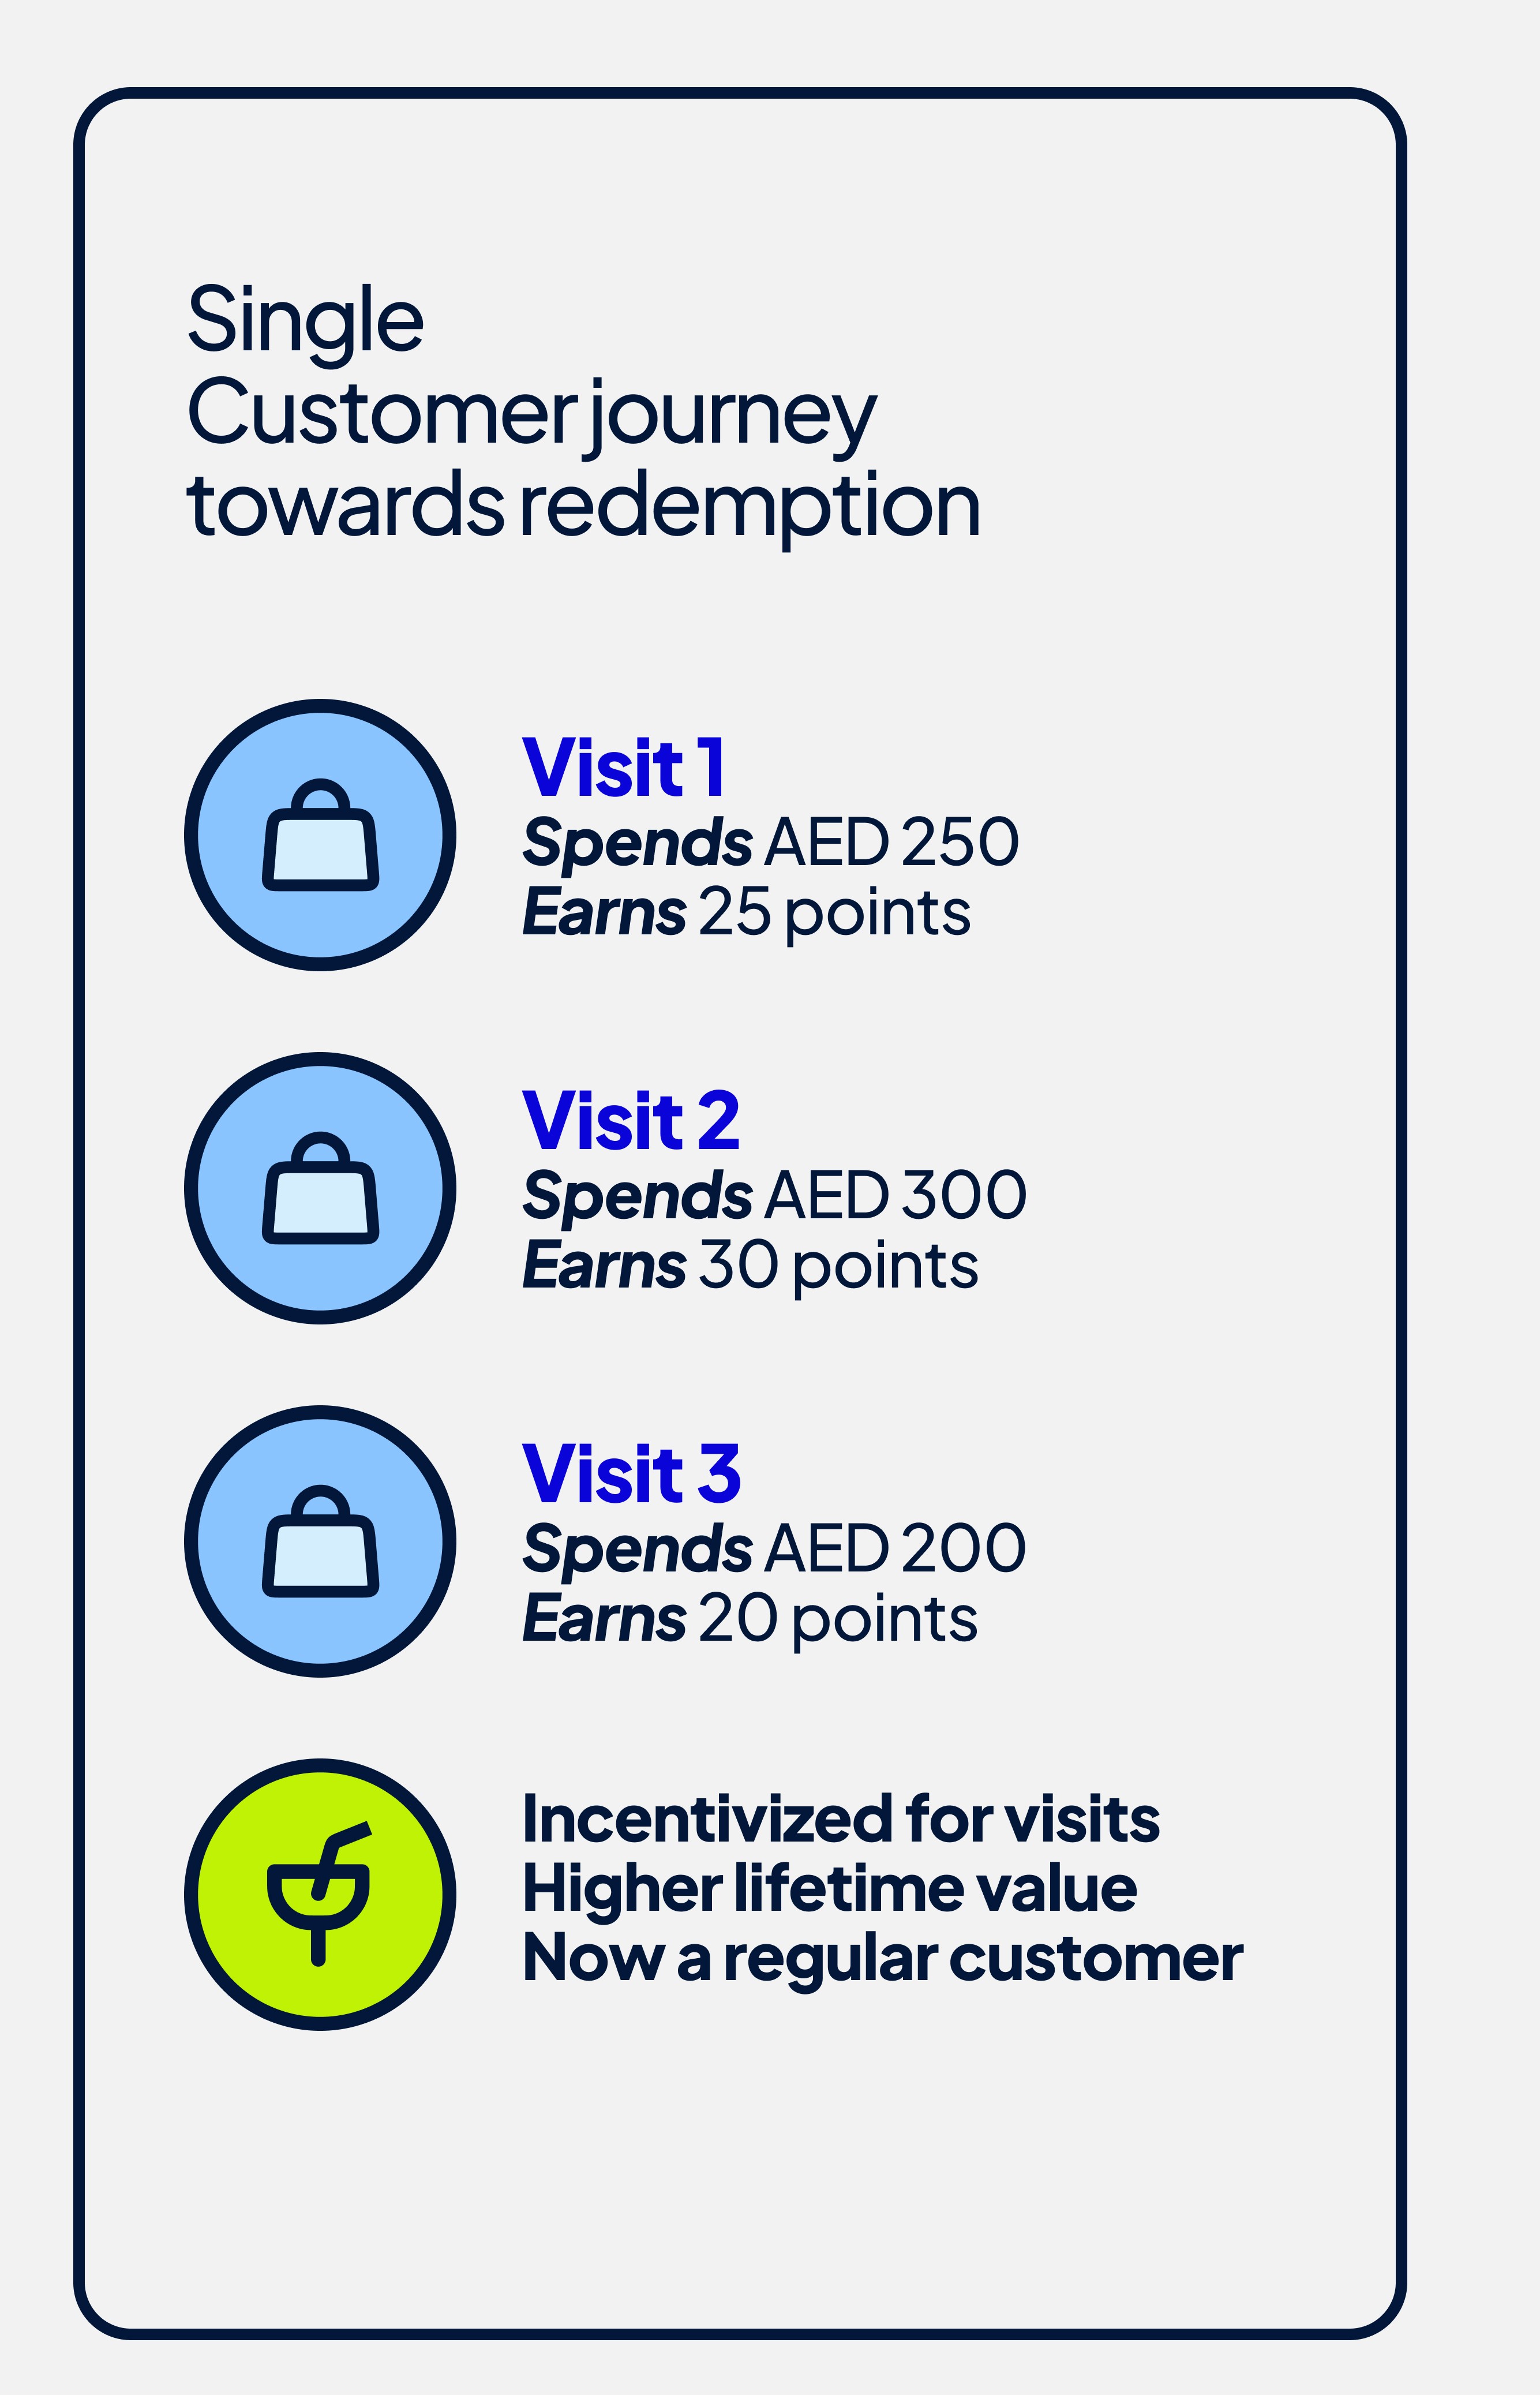 Single
Customer journey
towards redemption
Visit 1
Spends AED 250
Earns 25 points
Visit 2
Spends AED 300
Earns 30 points
Visit 3
Spends AED 200
Earns 20 points
Incentivized for visits
Higher lifetime value
Now a regular customer